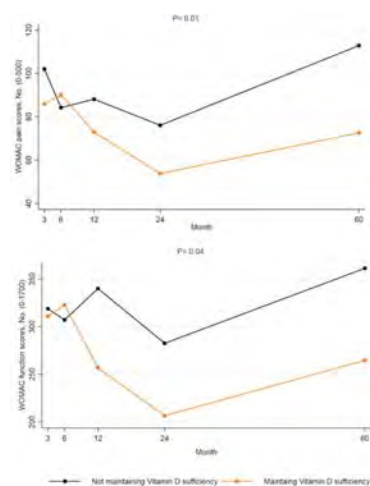 P= 0.01
WOMAC pain scores, No. (0-500)
120
100
80
60
40
3 6 12 24 60
Month
P= 0.04
WOMAC function scores, No. (0-1700)
350
300
250
200
3 6 12 24 60
Month
Not maintaining Vitamin D sufficiency
Maintaing Vitamin D sufficiency